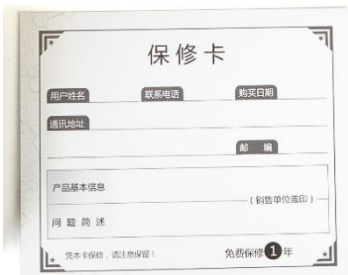 保修卡
用户姓名 联系电话 购买日期
通讯地址
邮 编
产品基本信息
(销售单位盖印)
问 题 简 述
凭本卡保修，请注意保留! 免费保修1年